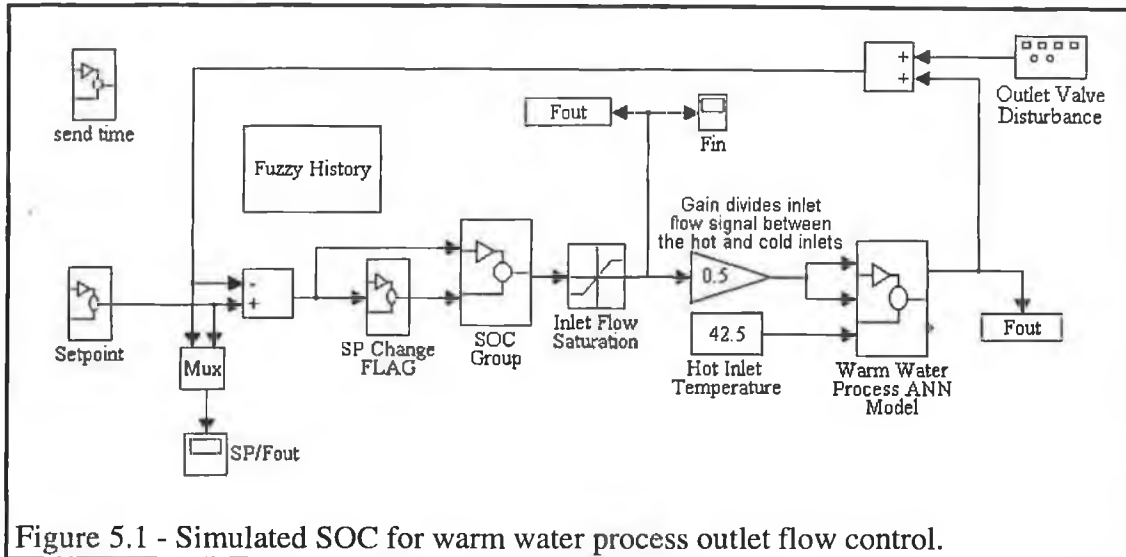 send time
Fuzzy History
Fout
Fin
+
+
Outlet Valve
Disturbance
Gain divides inlet
flow signal between
the hot and cold inlets
Setpoint
-
+
SP Change
FLAG
SOC
Group
Inlet Flow
Saturation
0.5
42.5
Hot Inlet
Temperature
Warm Water
Process ANN
Model
Fout
Mux
SP/Fout
Figure 5.1 - Simulated SOC for warm water process outlet flow control.